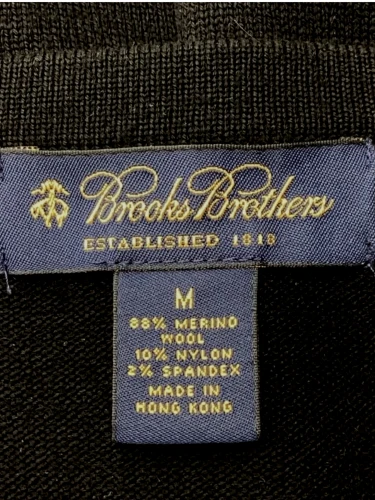 Brooks Brothers
ESTABLISHED 1818
M
88% MERINO
WOOL
10% NYLON
2% SPANDEX
MADE IN
HONG KONG